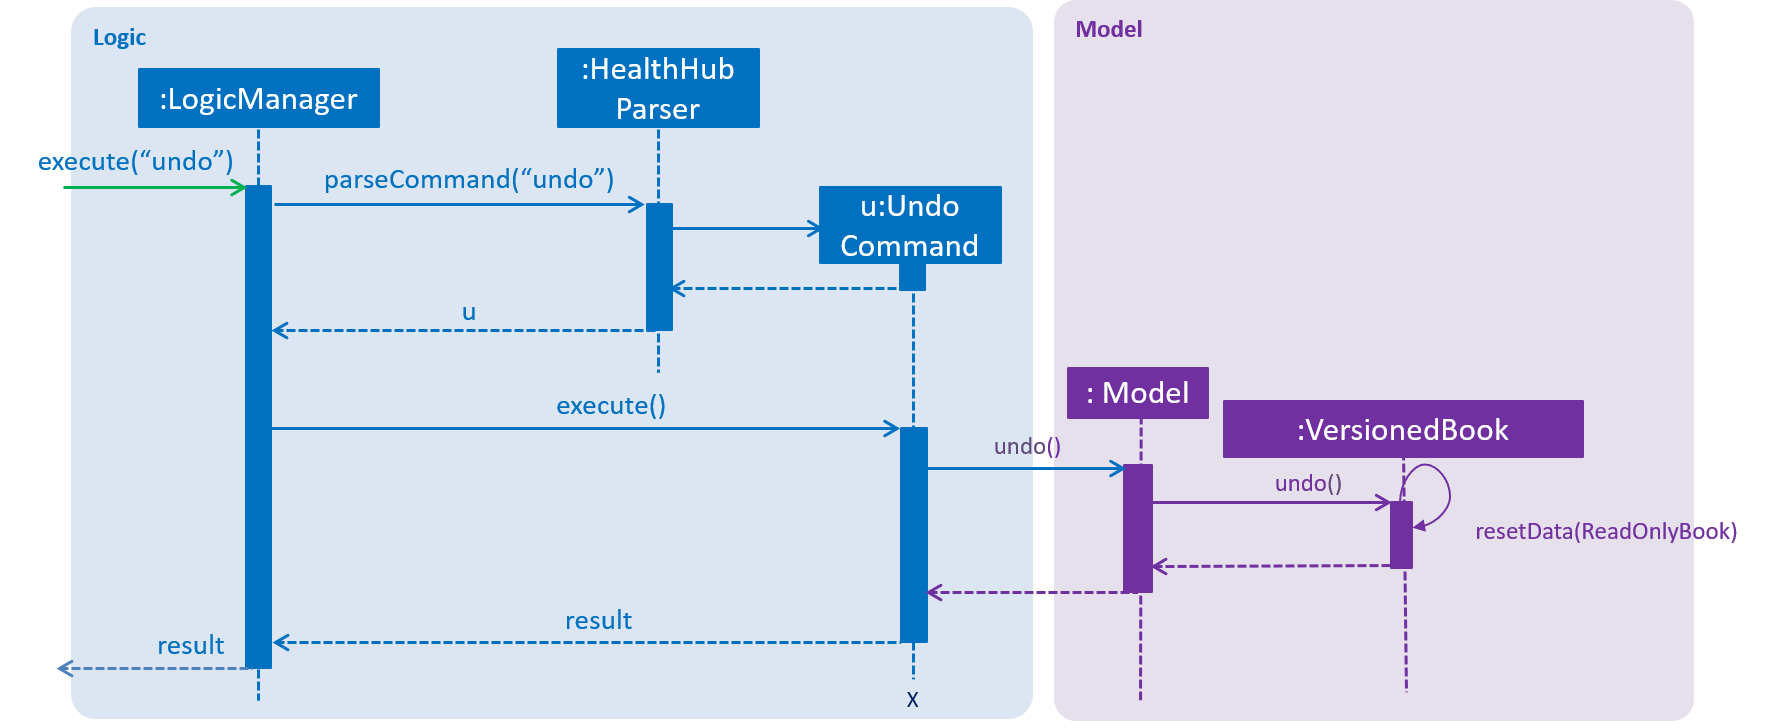 Logic
Model
:HealthHub
Parser
:LogicManager
execute(“undo”)
parseCommand(“undo”)
u:Undo
Command
u
: Model
execute()
:VersionedBook
undo()
undo()
resetData(ReadOnlyBook)
result
result
X